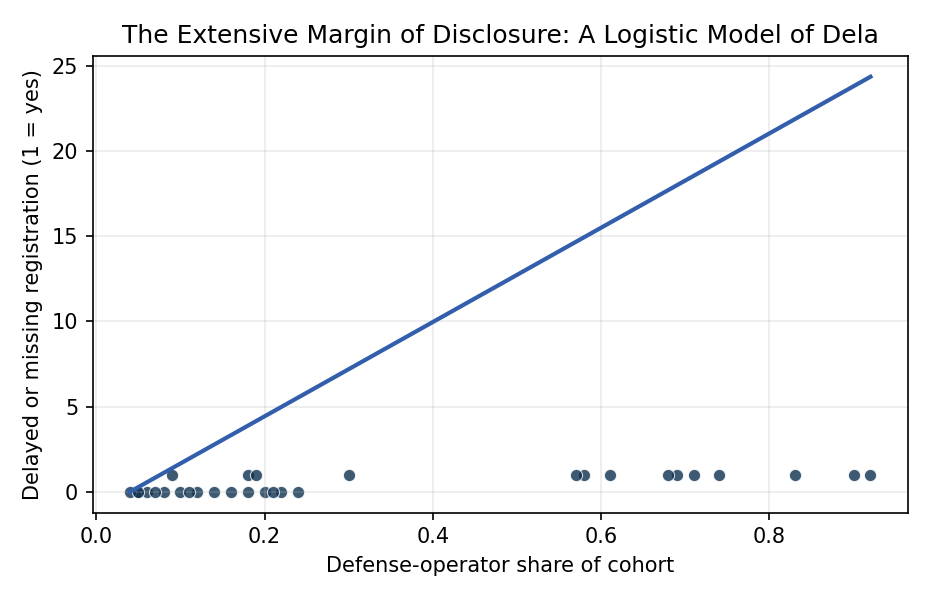 The Extensive Margin of Disclosure: A Logistic Model of Dela
Delayed or missing registration (1 = yes)
25
20
15
10
5
0
0.0 0.2 0.4 0.6 0.8
Defense-operator share of cohort